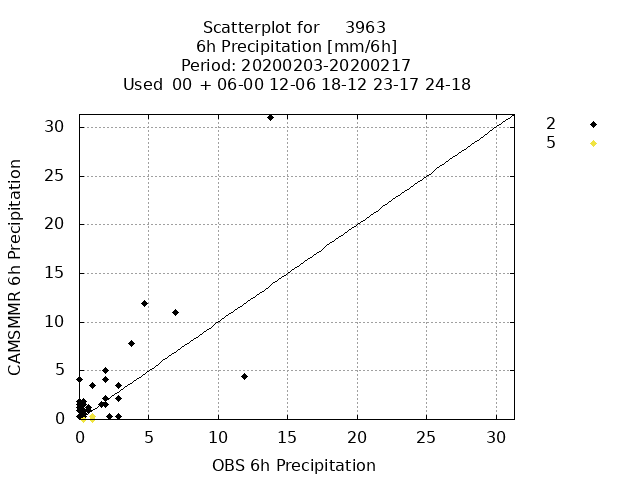 Scatterplot for 3963
6h Precipitation [mm/6h]
Period: 20200203-20200217
Used 00 + 06-00 12-06 18-12 23-17 24-18
2
5
30
25
20
15
10
5
0
CAMSMMR 6h Precipitation
0 5 10 15 20 25 30
OBS 6h Precipitation